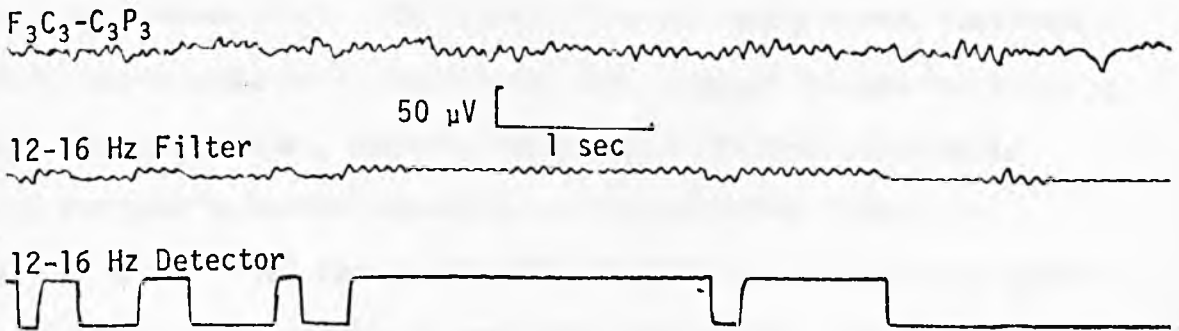 F₃C₃-C₃P₃
50 µV
1 sec
12-16 Hz Filter
12-16 Hz Detector